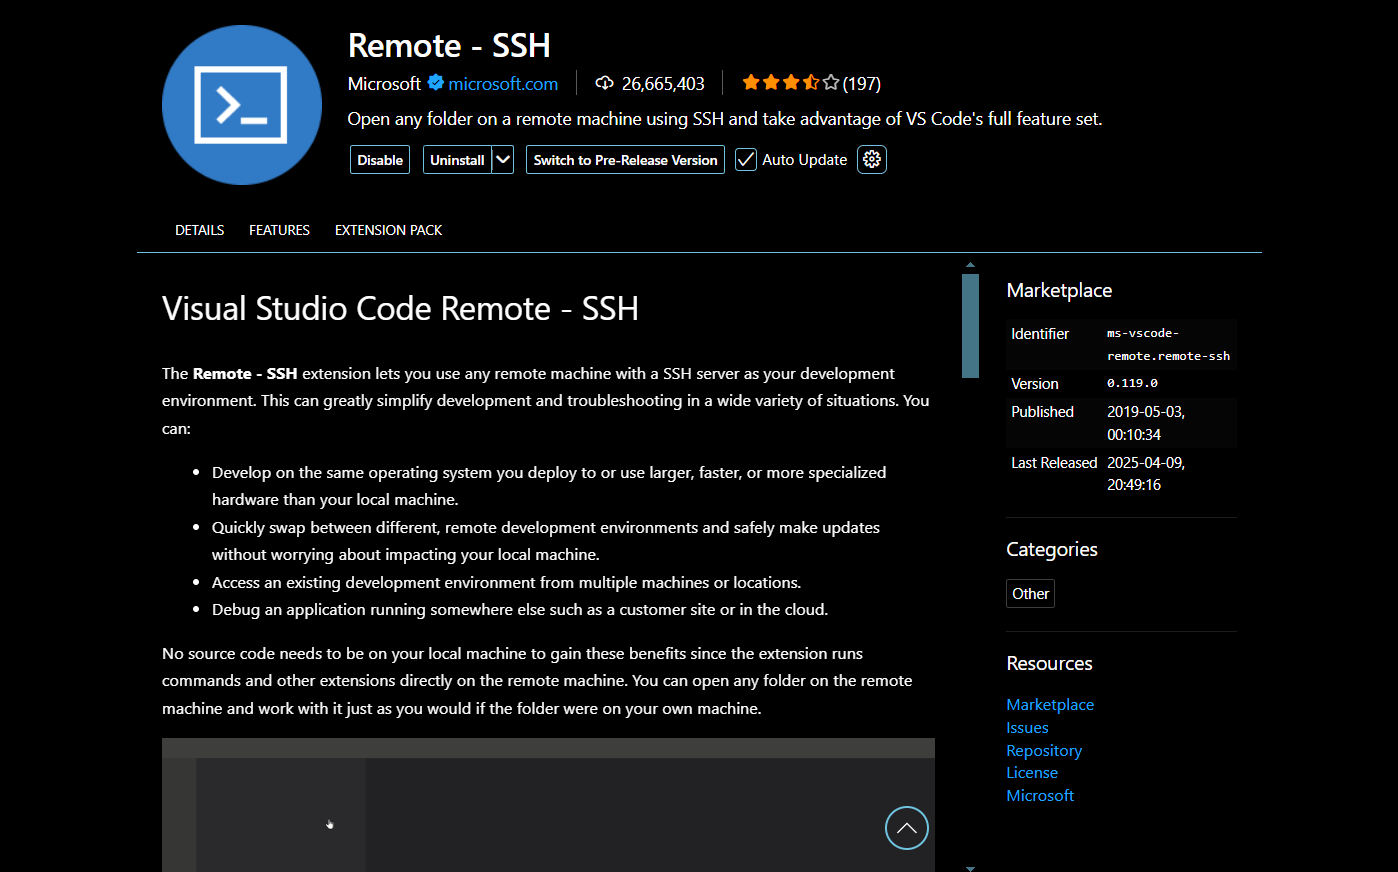 Remote - SSH
Microsoft microsoft.com 26,665,403 (197)
Open any folder on a remote machine using SSH and take advantage of VS Code's full feature set.
Disable Uninstall Switch to Pre-Release Version Auto Update
DETAILS FEATURES EXTENSION PACK
Visual Studio Code Remote - SSH
The Remote - SSH extension lets you use any remote machine with a SSH server as your development
environment. This can greatly simplify development and troubleshooting in a wide variety of situations. You
can:
• Develop on the same operating system you deploy to or use larger, faster, or more specialized
hardware than your local machine.
• Quickly swap between different, remote development environments and safely make updates
without worrying about impacting your local machine.
• Access an existing development environment from multiple machines or locations.
• Debug an application running somewhere else such as a customer site or in the cloud.
No source code needs to be on your local machine to gain these benefits since the extension runs
commands and other extensions directly on the remote machine. You can open any folder on the remote
machine and work with it just as you would if the folder were on your own machine.
Marketplace
Identifier ms-vscode-
remote.remote-ssh
Version 0.119.0
Published 2019-05-03,
00:10:34
Last Released 2025-04-09,
20:49:16
Categories
Other
Resources
Marketplace
Issues
Repository
License
Microsoft